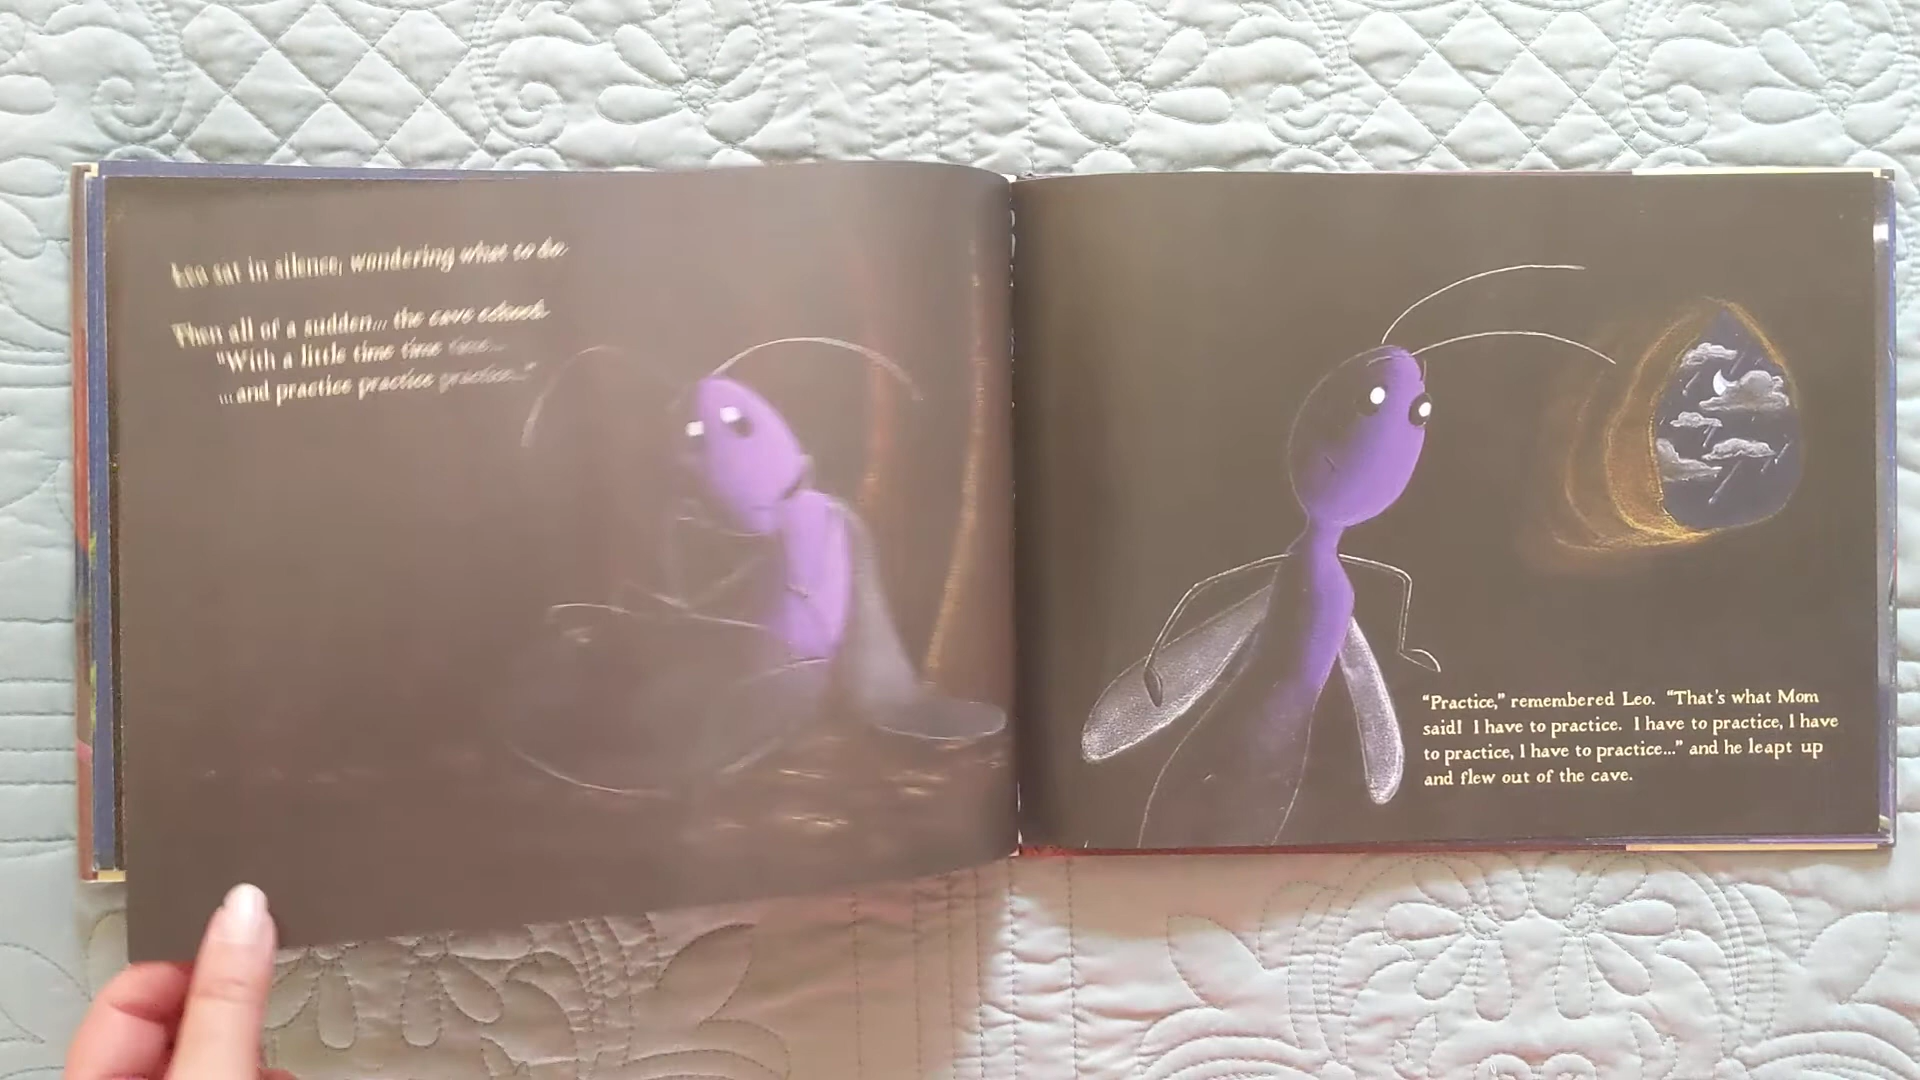 Leo sat in silence, wondering what to do.
Then all of a sudden... the cave echoed:
"With a little time time time...
...and practice practice practice..."
"Practice," remembered Leo. "That's what Mom
said! I have to practice. I have to practice, I have
to practice, I have to practice..." and he leapt up
and flew out of the cave.